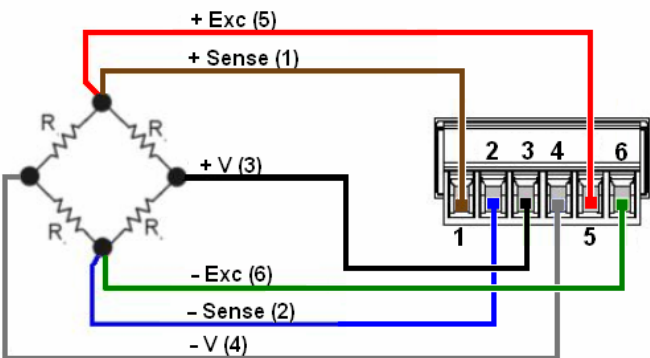 + Exc (5)
+ Sense (1)
R.
R.
+ V (3)
2 3 4 6
R.
R.
1 5
– Exc (6)
– Sense (2)
– V (4)